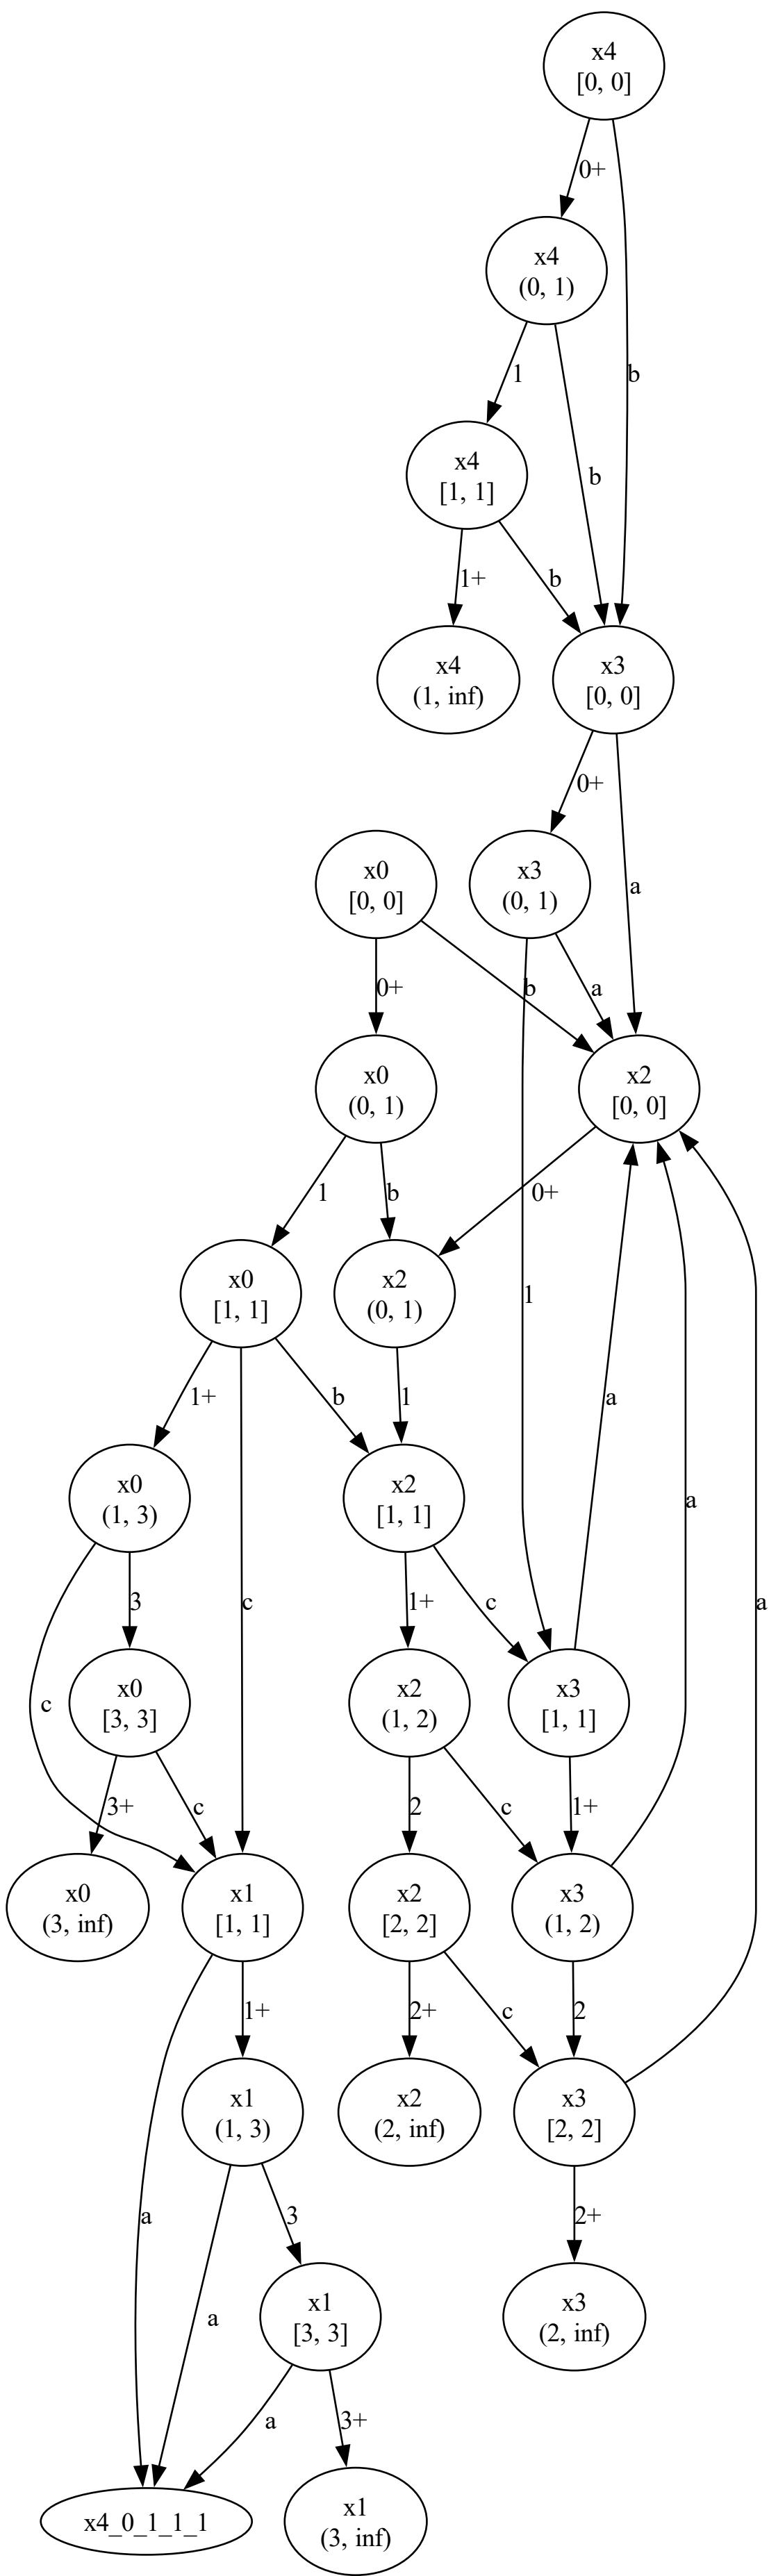 x4
[0, 0]
0+
x4
(0, 1)
1
b
x4
[1, 1]
b
1+
b
x4
(1, inf)
x3
[0, 0]
0+
x0
[0, 0]
x3
(0, 1)
a
0+
b
a
x0
(0, 1)
x2
[0, 0]
1
b
0+
x0
[1, 1]
x2
(0, 1)
1
1+
b
1
a
x0
(1, 3)
x2
[1, 1]
a
3
c
1+
c
a
x0
[3, 3]
x2
(1, 2)
x3
[1, 1]
c
3+
c
2
c
1+
x0
(3, inf)
x1
[1, 1]
x2
[2, 2]
x3
(1, 2)
1+
2+
c
2
x1
(1, 3)
x2
(2, inf)
x3
[2, 2]
a
3
2+
x1
[3, 3]
x3
(2, inf)
a
a
3+
x4_0_1_1_1
x1
(3, inf)